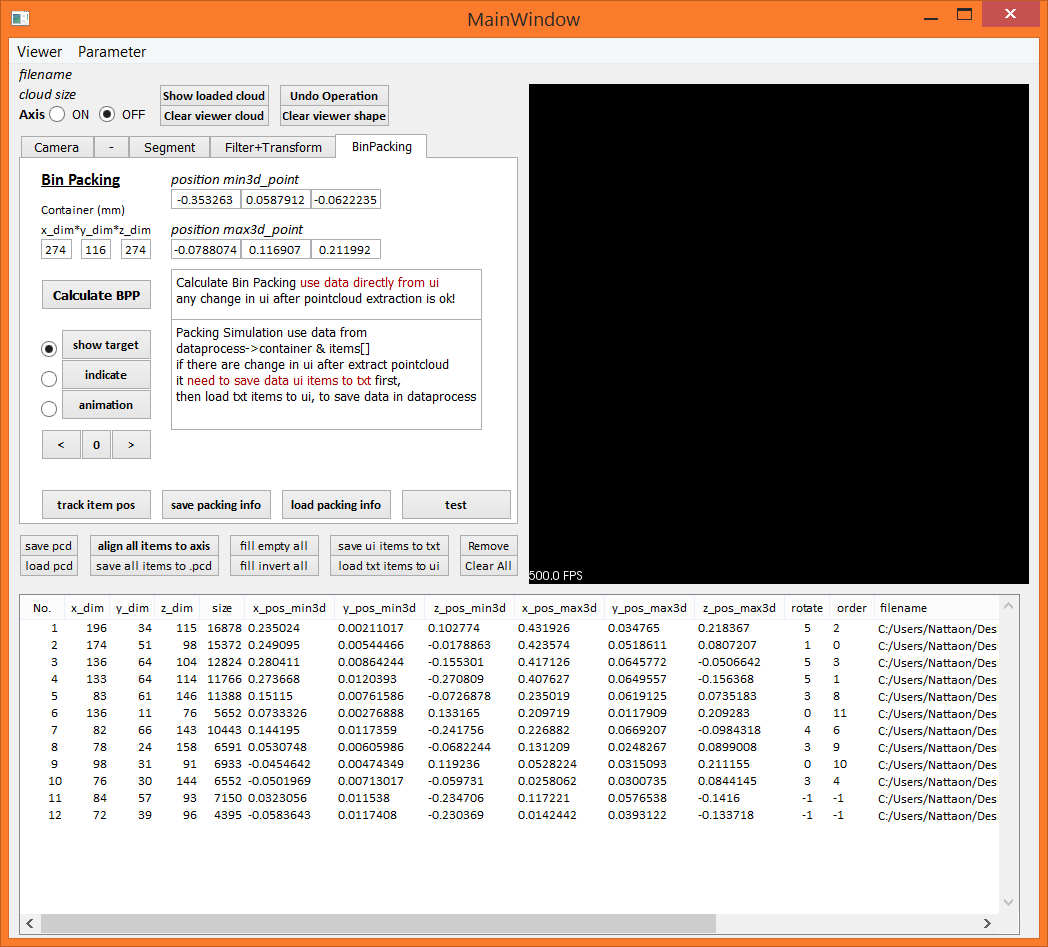 MainWindow
Viewer Parameter
filename
cloud size
Axis ON OFF
Show loaded cloud Undo Operation
Clear viewer cloud Clear viewer shape
Camera - Segment Filter+Transform BinPacking
Bin Packing
position min3d_point
-0.353263 0.0587912 -0.0622235
Container (mm)
x_dim*y_dim*z_dim
position max3d_point
274 116 274
-0.0788074 0.116907 0.211992
Calculate BPP
Calculate Bin Packing use data directly from ui
any change in ui after pointcloud extraction is ok!
Packing Simulation use data from
dataprocess->container & items[]
if there are change in ui after extract pointcloud
it need to save data ui items to txt first,
then load txt items to ui, to save data in dataprocess
show target
indicate
animation
< 0 >
track item pos save packing info load packing info test
save pcd align all items to axis fill empty all save ui items to txt Remove
load pcd save all items to .pcd fill invert all load txt items to ui Clear All
500.0 FPS
No. x_dim y_dim z_dim size x_pos_min3d y_pos_min3d z_pos_min3d x_pos_max3d y_pos_max3d z_pos_max3d rotate order filename
1 196 34 115 16878 0.235024 0.00211017 0.102774 0.431926 0.034765 0.218367 5 2 C:/Users/Nattaon/Des
2 174 51 98 15372 0.249095 0.00544466 -0.0178863 0.423574 0.0518611 0.0807207 1 0 C:/Users/Nattaon/Des
3 136 64 104 12824 0.280411 0.00864244 -0.155301 0.417126 0.0645772 -0.0506642 5 3 C:/Users/Nattaon/Des
4 133 64 114 11766 0.273668 0.0120393 -0.270809 0.407627 0.0649557 -0.156368 5 1 C:/Users/Nattaon/Des
5 83 61 146 11388 0.15115 0.00761586 -0.0726878 0.235019 0.0619125 0.0735183 3 8 C:/Users/Nattaon/Des
6 136 11 76 5652 0.0733326 0.00276888 0.133165 0.209719 0.0117909 0.209283 0 11 C:/Users/Nattaon/Des
7 82 66 143 10443 0.144195 0.0117359 -0.241756 0.226882 0.0669207 -0.0984318 4 6 C:/Users/Nattaon/Des
8 78 24 158 6591 0.0530748 0.00605986 -0.0682244 0.131209 0.0248267 0.0899008 3 9 C:/Users/Nattaon/Des
9 98 31 91 6933 -0.0454642 0.00474349 0.119236 0.0528224 0.0315093 0.211155 0 10 C:/Users/Nattaon/Des
10 76 30 144 6552 -0.0501969 0.00713017 -0.059731 0.0258062 0.0300735 0.0844145 3 4 C:/Users/Nattaon/Des
11 84 57 93 7150 0.0323056 0.011538 -0.234706 0.117221 0.0576538 -0.1416 -1 -1 C:/Users/Nattaon/Des
12 72 39 96 4395 -0.0583643 0.0117408 -0.230369 0.0142442 0.0393122 -0.133718 -1 -1 C:/Users/Nattaon/Des